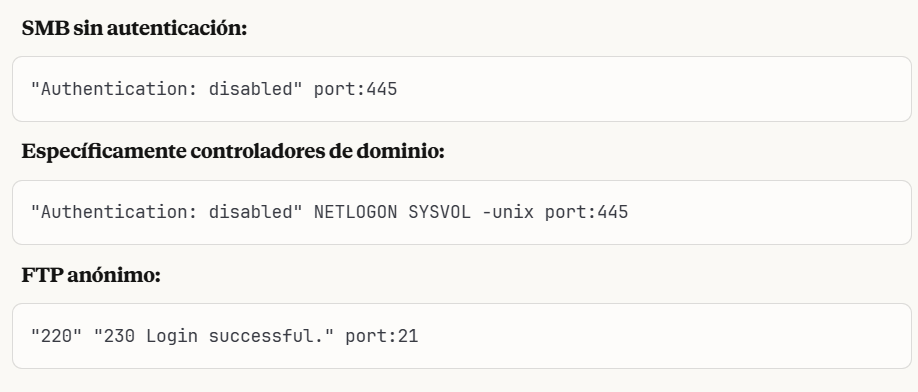 SMB sin autenticación:
"Authentication: disabled" port:445
Específicamente controladores de dominio:
"Authentication: disabled" NETLOGON SYSVOL -unix port:445
FTP anónimo:
"220" "230 Login successful." port:21